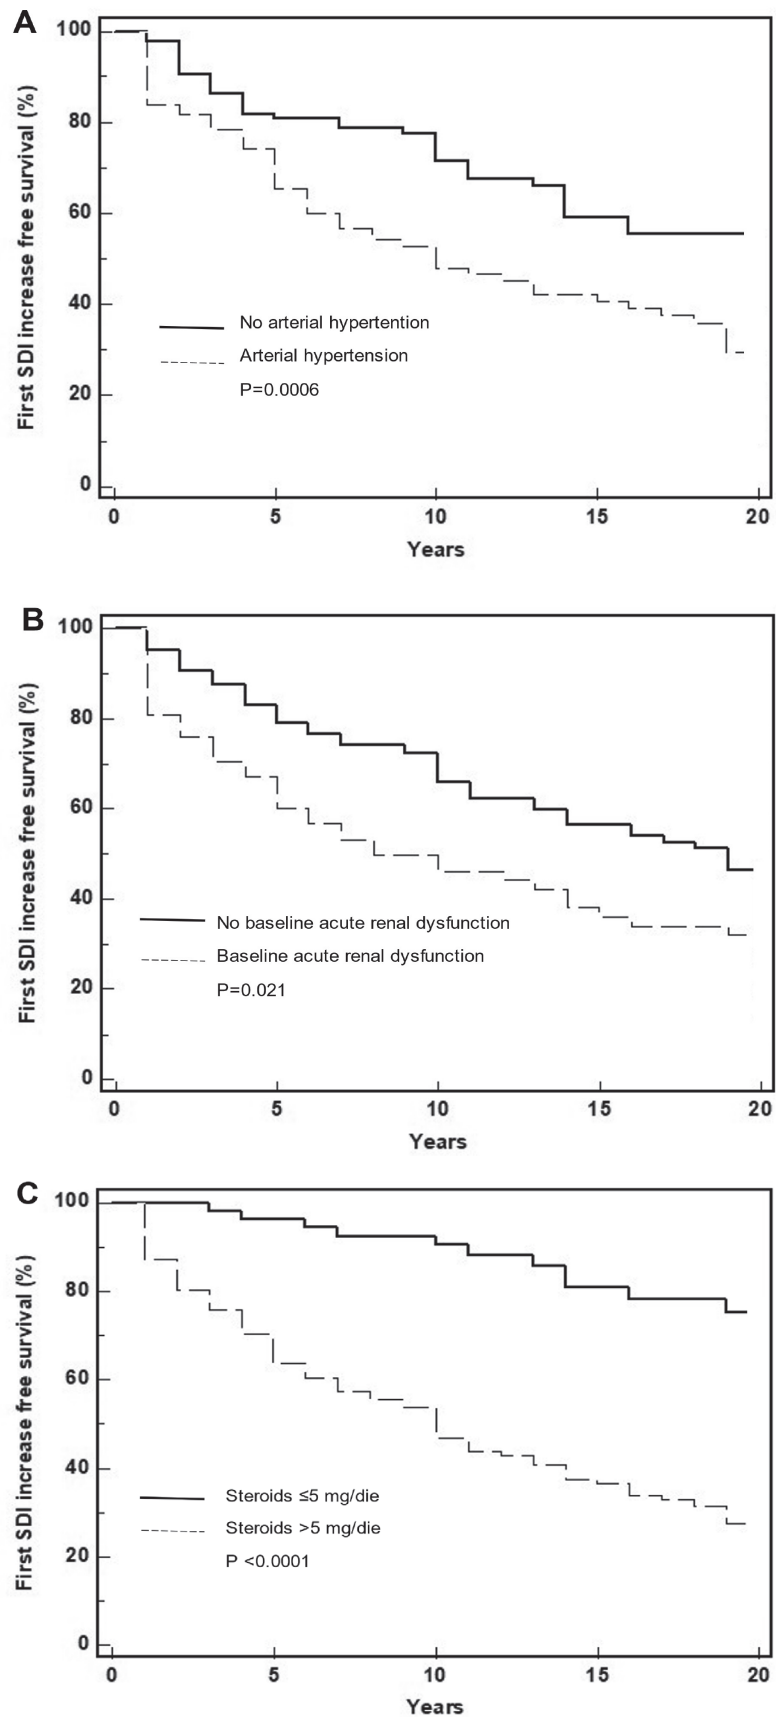 A
First SDI increase free survival (%)
100
80
60
40
20
0
No arterial hypertention
Arterial hypertension
P=0.0006
0 5 10 15 20
Years
B
First SDI increase free survival (%)
100
80
60
40
20
0
No baseline acute renal dysfunction
Baseline acute renal dysfunction
P=0.021
0 5 10 15 20
Years
C
First SDI increase free survival (%)
100
80
60
40
20
0
Steroids ≤5 mg/die
Steroids >5 mg/die
P <0.0001
0 5 10 15 20
Years